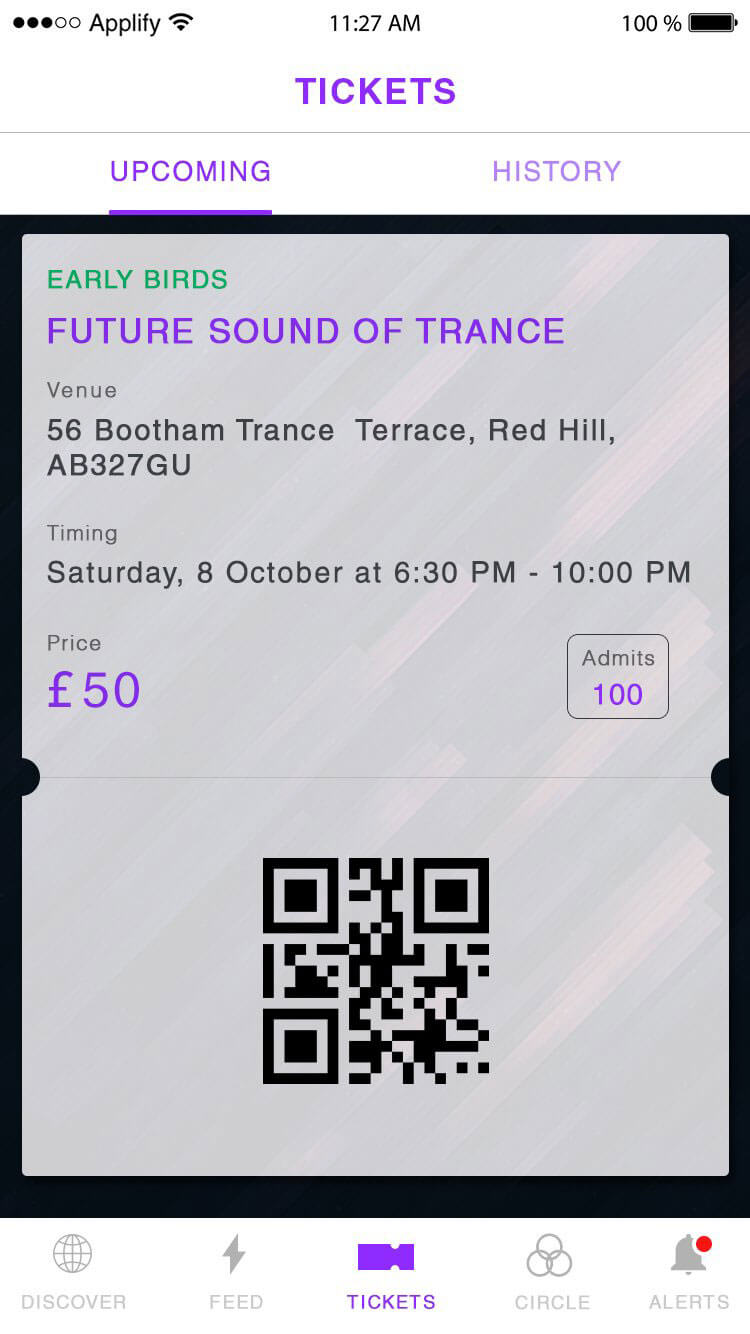 Applify 11:27 AM 100 %
TICKETS
UPCOMING HISTORY
EARLY BIRDS
FUTURE SOUND OF TRANCE
Venue
56 Bootham Trance  Terrace, Red Hill,
AB327GU
Timing
Saturday, 8 October at 6:30 PM - 10:00 PM
Price
£50
Admits
100
DISCOVER FEED TICKETS CIRCLE ALERTS